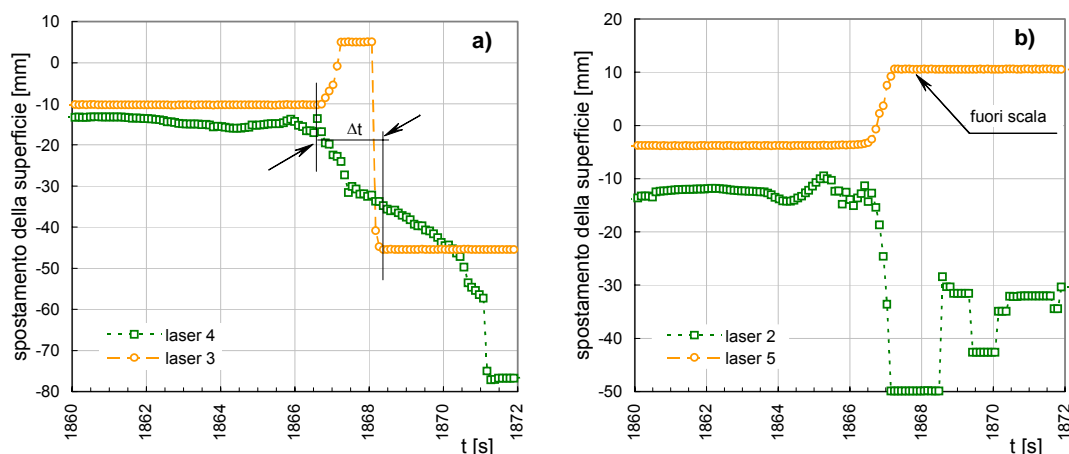 spostamento della superficie [mm]
10
0
-10
-20
-30
-40
-50
-60
-70
-80
a)
Δt
laser 4
laser 3
1860
1862
1864
1866
1868
1870
1872
t [s]
spostamento della superficie [mm]
20
10
0
-10
-20
-30
-40
-50
b)
fuori scala
laser 2
laser 5
1860
1862
1864
1866
1868
1870
1872
t [s]